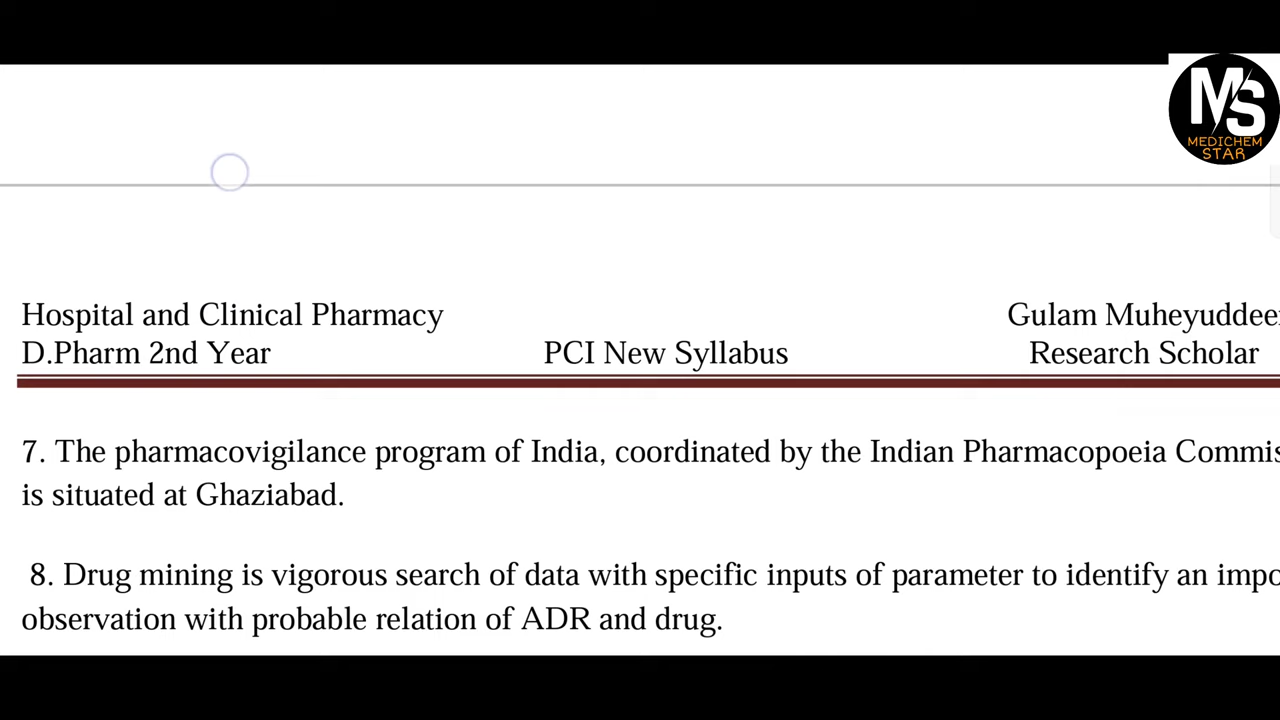 MS
MEDICHEM
STAR
Hospital and Clinical Pharmacy
Gulam
D.Pharm 2nd Year
PCI New Syllabus
Research Scholar
7. The pharmacovigilance program of India, coordinated by the Indian Pharmacopoeia
is situated at Ghaziabad.
8. Drug mining is vigorous search of data with specific inputs of parameter to identify an
observation with probable relation of ADR and drug.